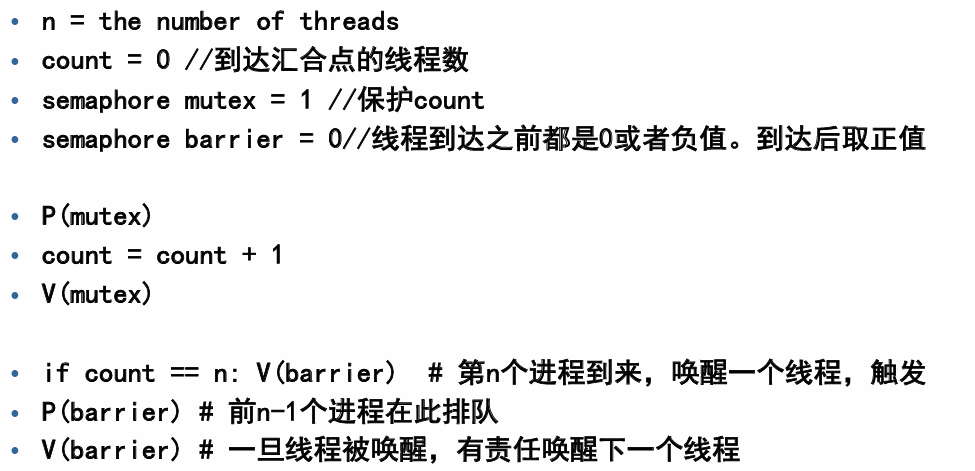 • n = the number of threads
• count = 0 //到达汇合点的线程数
• semaphore mutex = 1 //保护count
• semaphore barrier = 0//线程到达之前都是0或者负值。到达后取正值
• P(mutex)
• count = count + 1
• V(mutex)
• if count == n: V(barrier) # 第n个进程到来，唤醒一个线程，触发
• P(barrier) # 前n-1个进程在此排队
• V(barrier) # 一旦线程被唤醒，有责任唤醒下一个线程